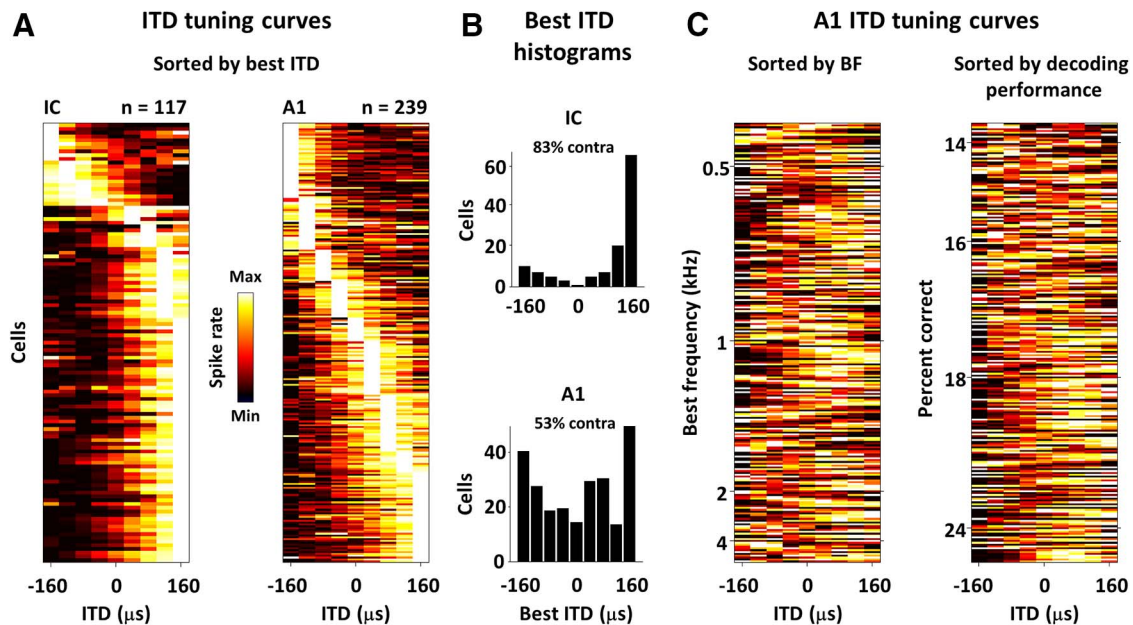 A
ITD tuning curves
Sorted by best ITD
IC
n = 117
A1
n = 239
Cells
Max
Spike rate
Min
-160
0
160
ITD (μs)
-160
0
160
ITD (μs)
B
Best ITD
histograms
IC
83% contra
60
40
20
0
Cells
-160
0
160
A1
53% contra
40
20
0
Cells
-160
0
160
Best ITD (μs)
C
A1 ITD tuning curves
Sorted by BF
0.5
1
2
4
Best frequency (kHz)
-160
0
160
ITD (μs)
Sorted by decoding
performance
14
16
18
24
Percent correct
-160
0
160
ITD (μs)